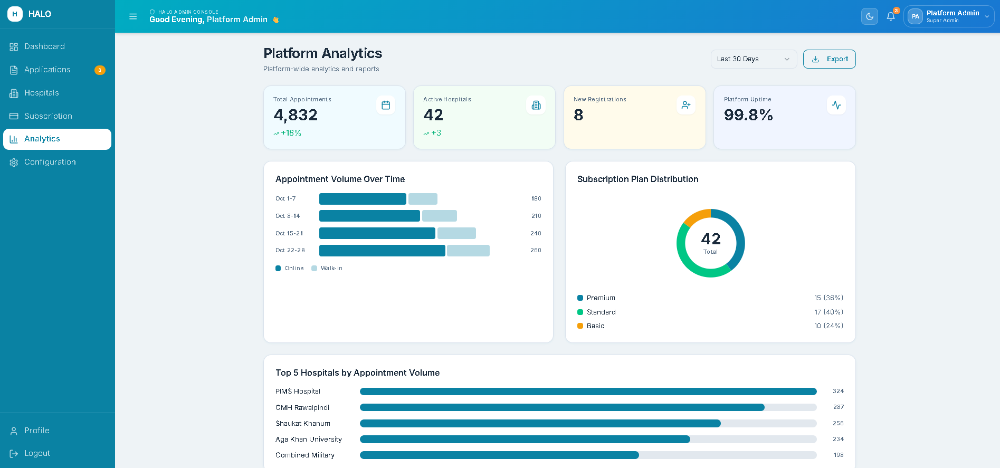 H HALO
Dashboard
Applications 3
Hospitals
Subscription
Analytics
Configuration
Profile
Logout
HALO ADMIN CONSOLE
Good Evening, Platform Admin 👋
3
PA Platform Admin
Super Admin
Platform Analytics
Platform-wide analytics and reports
Last 30 Days
Export
Total Appointments
4,832
+18%
Active Hospitals
42
+3
New Registrations
8
Platform Uptime
99.8%
Appointment Volume Over Time
Oct 1-7 180
Oct 8-14 210
Oct 15-21 240
Oct 22-28 260
Online Walk-in
Subscription Plan Distribution
42
Total
Premium 15 (36%)
Standard 17 (40%)
Basic 10 (24%)
Top 5 Hospitals by Appointment Volume
PIMS Hospital 324
CMH Rawalpindi 287
Shaukat Khanum 256
Aga Khan University 234
Combined Military 198